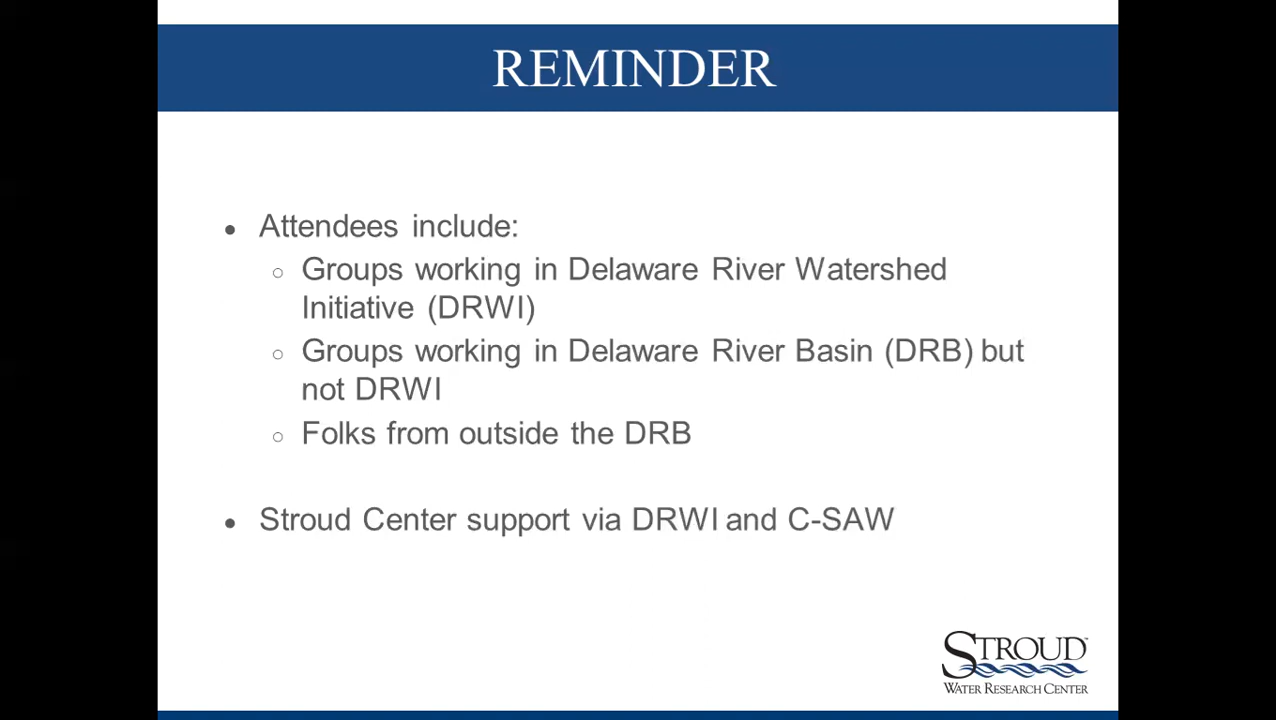 REMINDER
● Attendees include:
○ Groups working in Delaware River Watershed
Initiative (DRWI)
○ Groups working in Delaware River Basin (DRB) but
not DRWI
○ Folks from outside the DRB
● Stroud Center support via DRWI and C-SAW
STROUD™
WATER RESEARCH CENTER